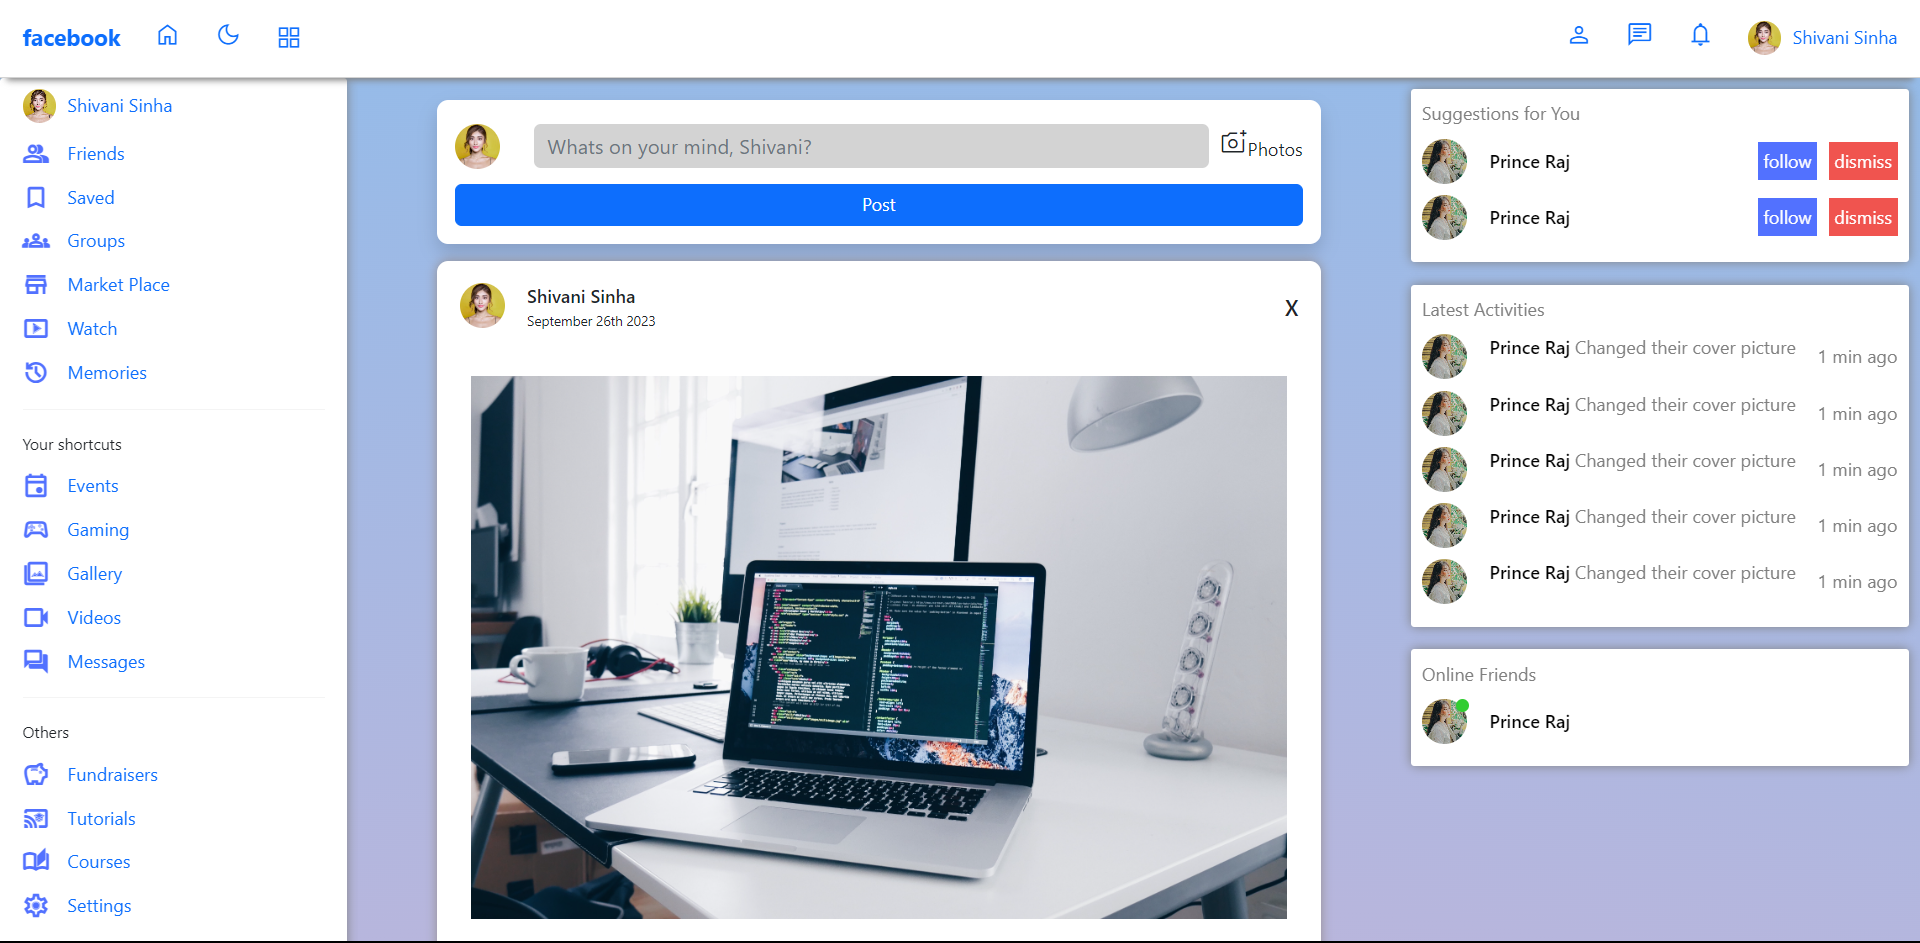 facebook
Shivani Sinha
Shivani Sinha
Friends
Saved
Groups
Market Place
Watch
Memories
Your shortcuts
Events
Gaming
Gallery
Videos
Messages
Others
Fundraisers
Tutorials
Courses
Settings
Whats on your mind, Shivani?
Photos
Post
Shivani Sinha
September 26th 2023
X
Suggestions for You
Prince Raj follow dismiss
Prince Raj follow dismiss
Latest Activities
Prince Raj Changed their cover picture 1 min ago
Prince Raj Changed their cover picture 1 min ago
Prince Raj Changed their cover picture 1 min ago
Prince Raj Changed their cover picture 1 min ago
Prince Raj Changed their cover picture 1 min ago
Online Friends
Prince Raj